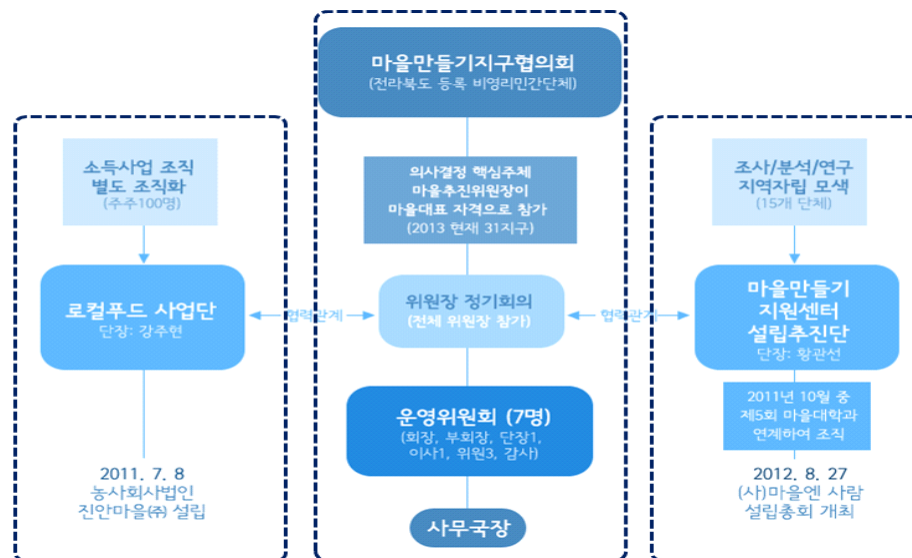 마을만들기지구협의회
(전라북도 등록 비영리민간단체)
소득사업 조직
별도 조직화
(주주100명)
의사결정 핵심주체
마을추진위원장이
마을대표 자격으로 참가
(2013 현재 31지구)
조사/분석/연구
지역자립 모색
(15개 단체)
로컬푸드 사업단
단장: 강주현
협력관계
위원장 정기회의
(전체 위원장 참가)
협력관계
마을만들기
지원센터
설립추진단
단장: 황관선
운영위원회 (7명)
(회장, 부회장, 단장1,
이사1, 위원3, 감사)
2011년 10월 중
제5회 마을대학과
연계하여 조직
2011. 7. 8
농사회사법인
진안마을㈜ 설립
2012. 8. 27
(사)마을엔 사람
설립총회 개최
사무국장